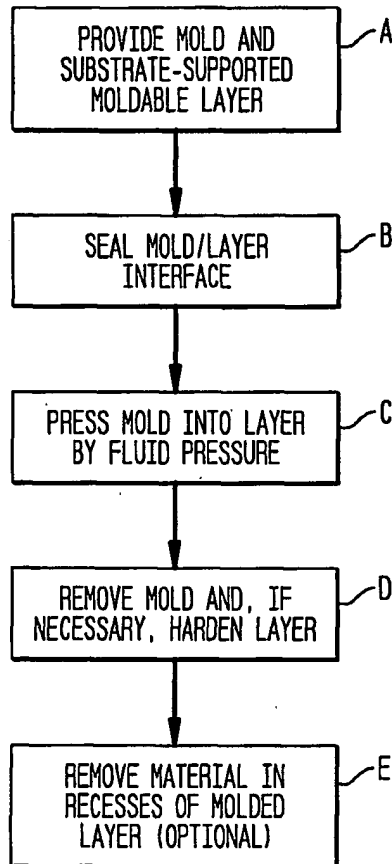 PROVIDE MOLD AND
SUBSTRATE-SUPPORTED
MOLDABLE LAYER
A
SEAL MOLD/LAYER
INTERFACE
B
PRESS MOLD INTO LAYER
BY FLUID PRESSURE
C
REMOVE MOLD AND, IF
NECESSARY, HARDEN LAYER
D
REMOVE MATERIAL IN
RECESSES OF MOLDED
LAYER (OPTIONAL)
E